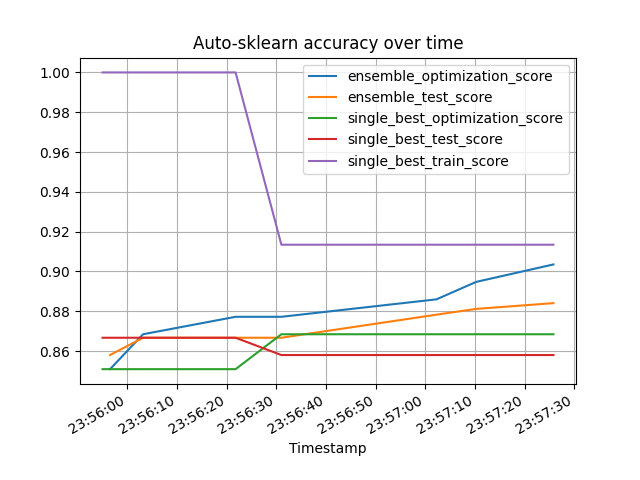 Auto-sklearn accuracy over time
1.00
0.98
0.96
0.94
0.92
0.90
0.88
0.86
ensemble_optimization_score
ensemble_test_score
single_best_optimization_score
single_best_test_score
single_best_train_score
23:56:00
23:56:10
23:56:20
23:56:30
23:56:40
23:56:50
23:57:00
23:57:10
23:57:20
23:57:30
Timestamp